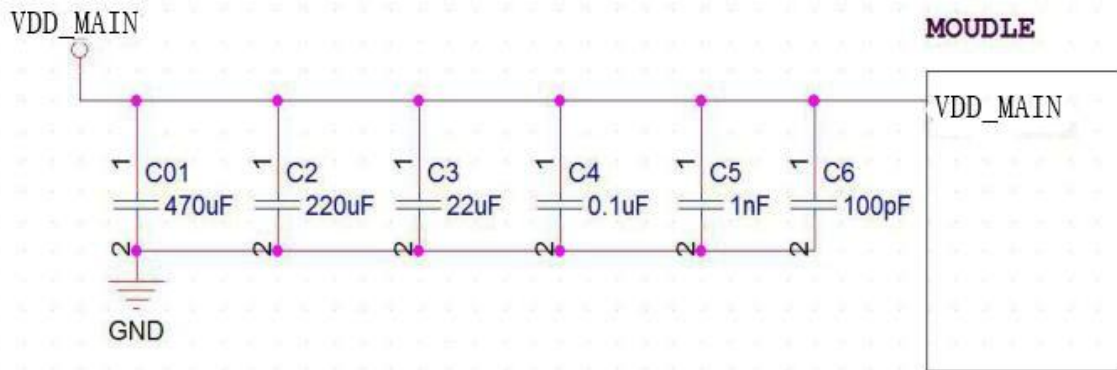 VDD_MAIN
MOUDLE
VDD_MAIN
1 C01
470uF
2
1 C2
220uF
2
1 C3
22uF
2
1 C4
0.1uF
2
1 C5
1nF
2
1 C6
100pF
2
GND